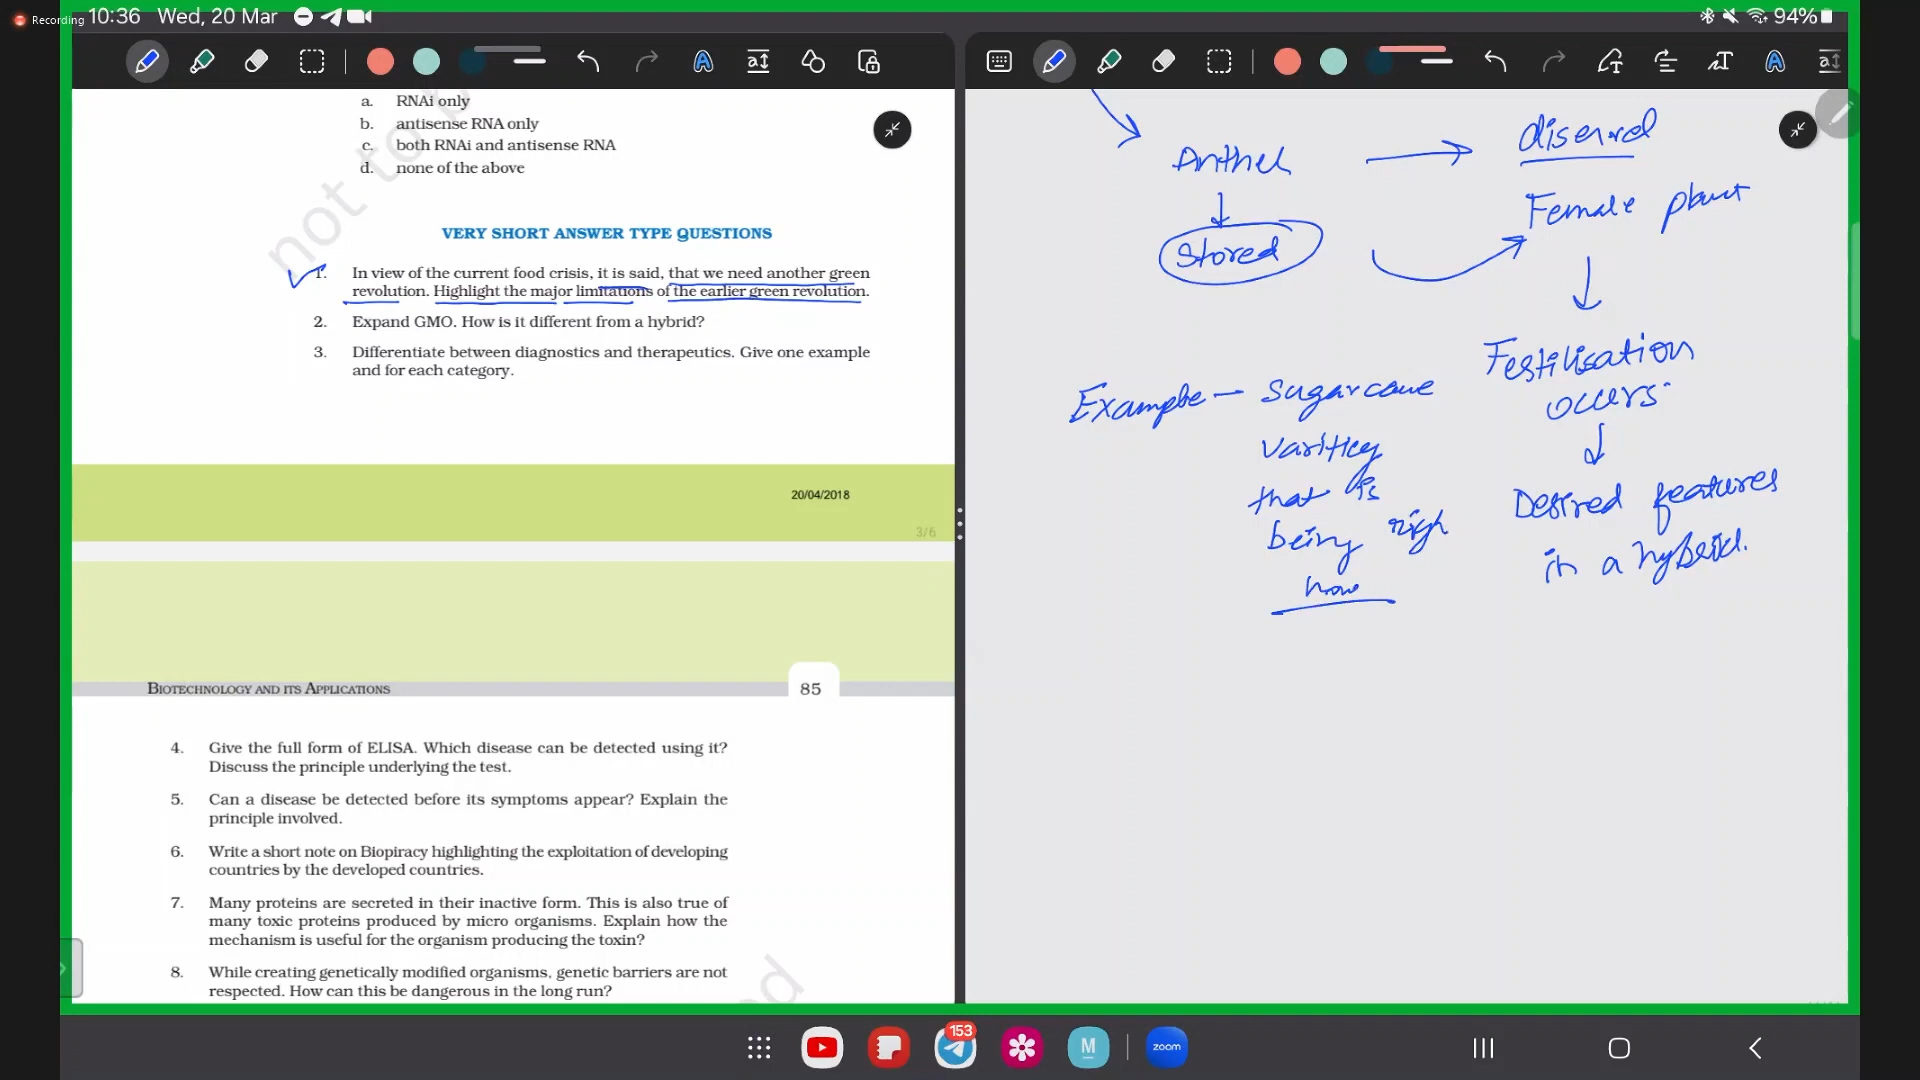 Recording
10:36 Wed, 20 Mar
94%
a. RNAi only
b. antisense RNA only
c. both RNAi and antisense RNA
d. none of the above
not to b
VERY SHORT ANSWER TYPE QUESTIONS
1. In view of the current food crisis, it is said, that we need another green
revolution. Highlight the major limitations of the earlier green revolution.
2. Expand GMO. How is it different from a hybrid?
3. Differentiate between diagnostics and therapeutics. Give one example
and for each category.
20/04/2018
3/6
BIOTECHNOLOGY AND ITS APPLICATIONS
85
4. Give the full form of ELISA. Which disease can be detected using it?
Discuss the principle underlying the test.
5. Can a disease be detected before its symptoms appear? Explain the
principle involved.
6. Write a short note on Biopiracy highlighting the exploitation of developing
countries by the developed countries.
7. Many proteins are secreted in their inactive form. This is also true of
many toxic proteins produced by micro organisms. Explain how the
mechanism is useful for the organism producing the toxin?
8. While creating genetically modified organisms, genetic barriers are not
respected. How can this be dangerous in the long run?
Anther
Stored
Female plant
Fertilisation
occurs
Desired features
in a hybrid.
Example - Sugarcane
that is
being
now
153
M
zoom